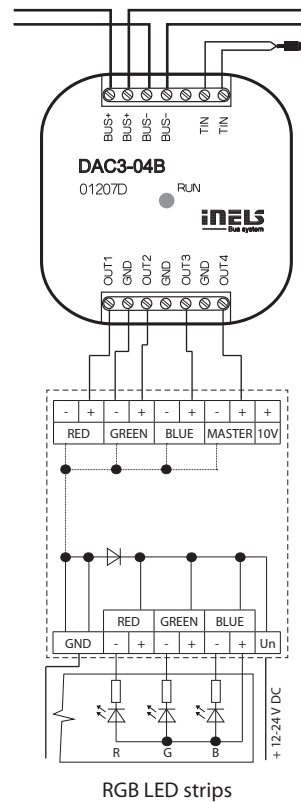 BUS+ BUS+ BUS- BUS- TIN TIN
DAC3-04B
01207D
RUN
iNELS
Bus system
OUT1 GND OUT2 GND OUT3 GND OUT4
- + - + - + - + +
RED GREEN BLUE MASTER 10V
RED GREEN BLUE
GND - + - + - + Un
+ 12-24 V DC
R G B
RGB LED strips